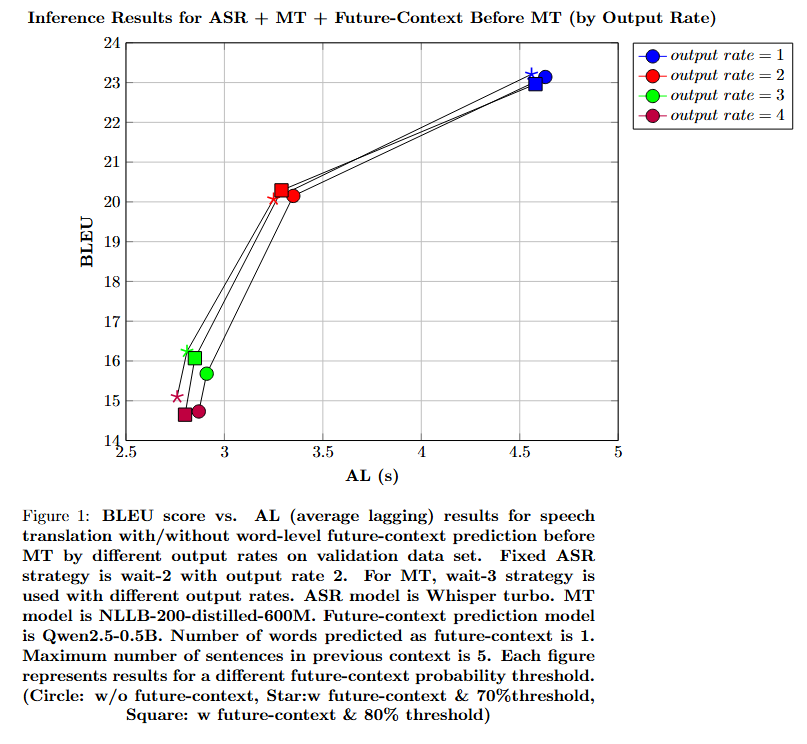 Inference Results for ASR + MT + Future-Context Before MT (by Output Rate)
24
23
22
21
20
19
18
17
16
15
14
BLEU
2.5 3 3.5 4 4.5 5
AL (s)
output rate = 1
output rate = 2
output rate = 3
output rate = 4
Figure 1: BLEU score vs. AL (average lagging) results for speech
translation with/without word-level future-context prediction before
MT by different output rates on validation data set. Fixed ASR
strategy is wait-2 with output rate 2. For MT, wait-3 strategy is
used with different output rates. ASR model is Whisper turbo. MT
model is NLLB-200-distilled-600M. Future-context prediction model
is Qwen2.5-0.5B. Number of words predicted as future-context is 1.
Maximum number of sentences in previous context is 5. Each figure
represents results for a different future-context probability threshold.
(Circle: w/o future-context, Star:w future-context & 70%threshold,
Square: w future-context & 80% threshold)